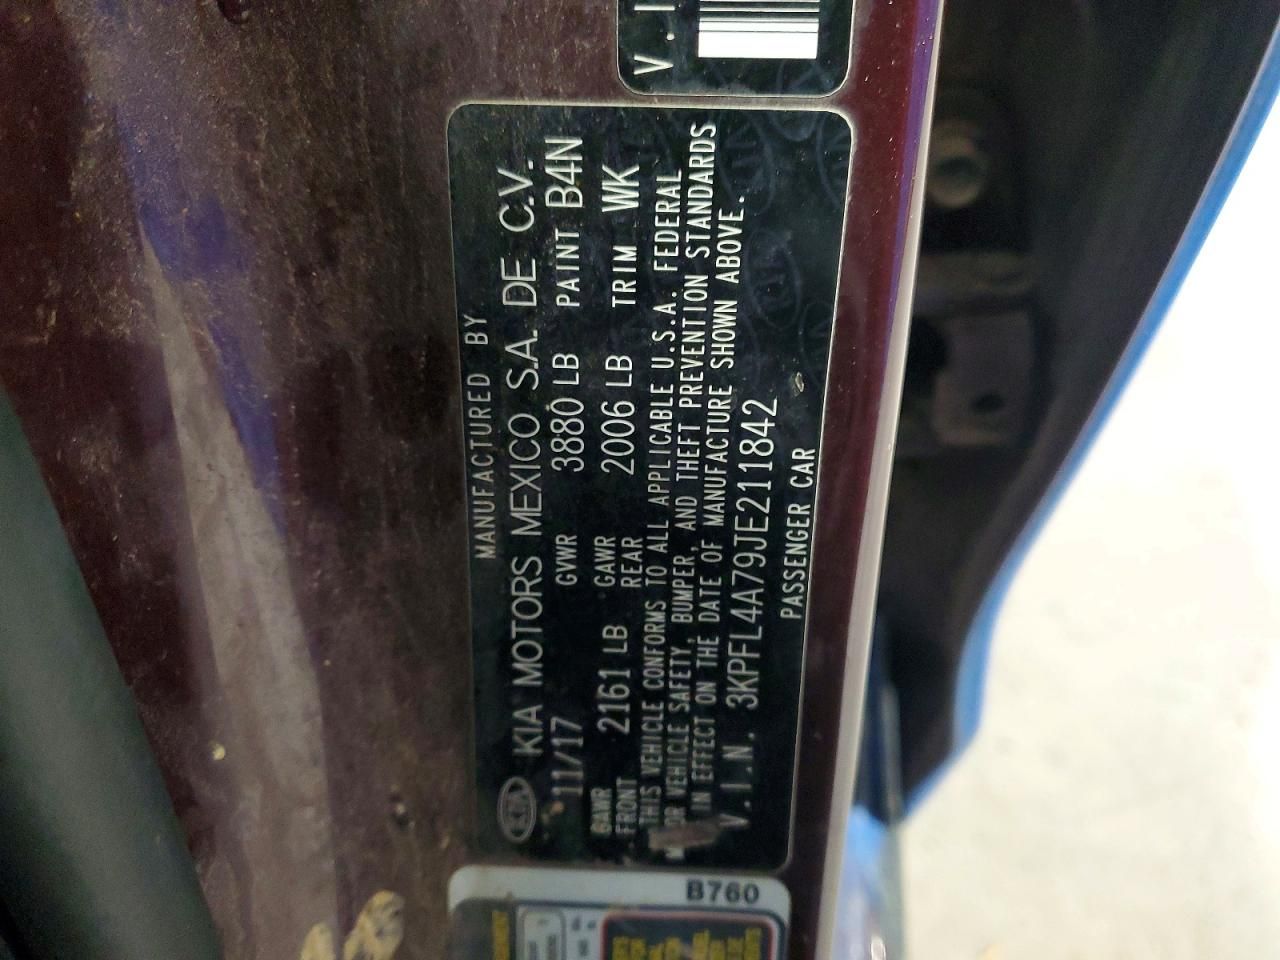 V.I
MANUFACTURED BY
KIA KIA MOTORS MEXICO S.A. DE C.V.
11/17 GVWR 3880 LB PAINT B4N
GAWR FRONT 2161 LB GAWR REAR 2006 LB TRIM WK
THIS VEHICLE CONFORMS TO ALL APPLICABLE U.S.A. FEDERAL
MOTOR VEHICLE SAFETY, BUMPER, AND THEFT PREVENTION STANDARDS
IN EFFECT ON THE DATE OF MANUFACTURE SHOWN ABOVE.
V.I.N. 3KPFL4A79JE211842
PASSENGER CAR
B760